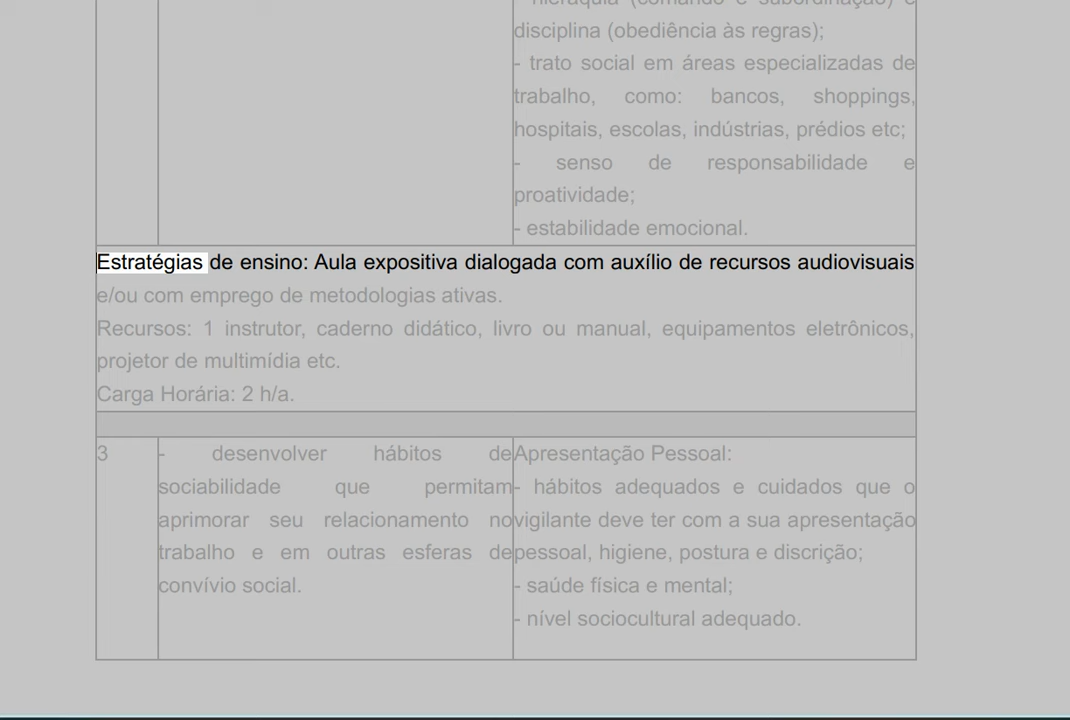 - hieraquia (comando e subordinação) e
disciplina (obediência às regras);
- trato social em áreas especializadas de
trabalho, como: bancos, shoppings,
hospitais, escolas, indústrias, prédios etc;
- senso de responsabilidade e
proatividade;
- estabilidade emocional.
Estratégias de ensino: Aula expositiva dialogada com auxílio de recursos audiovisuais
e/ou com emprego de metodologias ativas.
Recursos: 1 instrutor, caderno didático, livro ou manual, equipamentos eletrônicos,
projetor de multimídia etc.
Carga Horária: 2 h/a.
3
- desenvolver hábitos de
sociabilidade que permitam
aprimorar seu relacionamento no
trabalho e em outras esferas de
convívio social.
Apresentação Pessoal:
- hábitos adequados e cuidados que o
vigilante deve ter com a sua apresentação
pessoal, higiene, postura e discrição;
- saúde física e mental;
- nível sociocultural adequado.